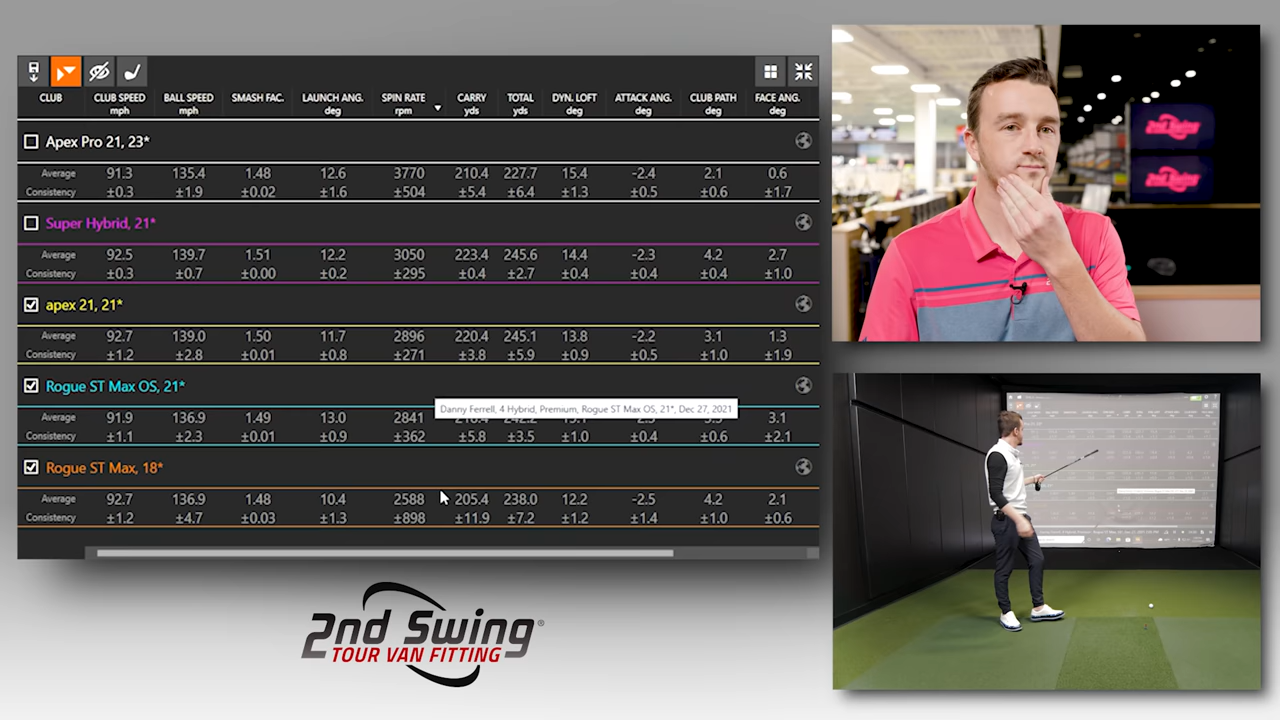 CLUB CLUB SPEED BALL SPEED SMASH FAC. LAUNCH ANG. SPIN RATE CARRY TOTAL DYN. LOFT ATTACK ANG. CLUB PATH FACE ANG.
mph mph deg rpm yds yds deg deg deg deg
Apex Pro 21, 23*
Average 91.3 135.4 1.48 12.6 3770 210.4 227.7 15.4 -2.4 2.1 0.6
Consistency ±0.3 ±1.9 ±0.02 ±1.6 ±504 ±5.4 ±6.4 ±1.3 ±0.5 ±0.6 ±1.7
Super Hybrid, 21*
Average 92.5 139.7 1.51 12.2 3050 223.4 245.6 14.4 -2.3 4.2 2.7
Consistency ±0.3 ±0.7 ±0.00 ±0.2 ±295 ±0.4 ±2.7 ±0.4 ±0.4 ±0.4 ±1.0
apex 21, 21*
Average 92.7 139.0 1.50 11.7 2896 220.4 245.1 13.8 -2.2 3.1 1.3
Consistency ±1.2 ±2.8 ±0.01 ±0.8 ±271 ±3.8 ±5.9 ±0.9 ±0.5 ±1.0 ±1.9
Rogue ST Max OS, 21*
Danny Ferrell, 4 Hybrid, Premium, Rogue ST Max OS, 21*, Dec 27, 2021
Average 91.9 136.9 1.49 13.0 2841 3.1
Consistency ±1.1 ±2.3 ±0.01 ±0.9 ±362 ±5.8 ±3.5 ±1.0 ±0.4 ±0.6 ±2.1
Rogue ST Max, 18*
Average 92.7 136.9 1.48 10.4 2588 205.4 238.0 12.2 -2.5 4.2 2.1
Consistency ±1.2 ±4.7 ±0.03 ±1.3 ±898 ±11.9 ±7.2 ±1.2 ±1.4 ±1.0 ±0.6
2nd Swing®
TOUR VAN FITTING
2nd Swing
2nd Swing